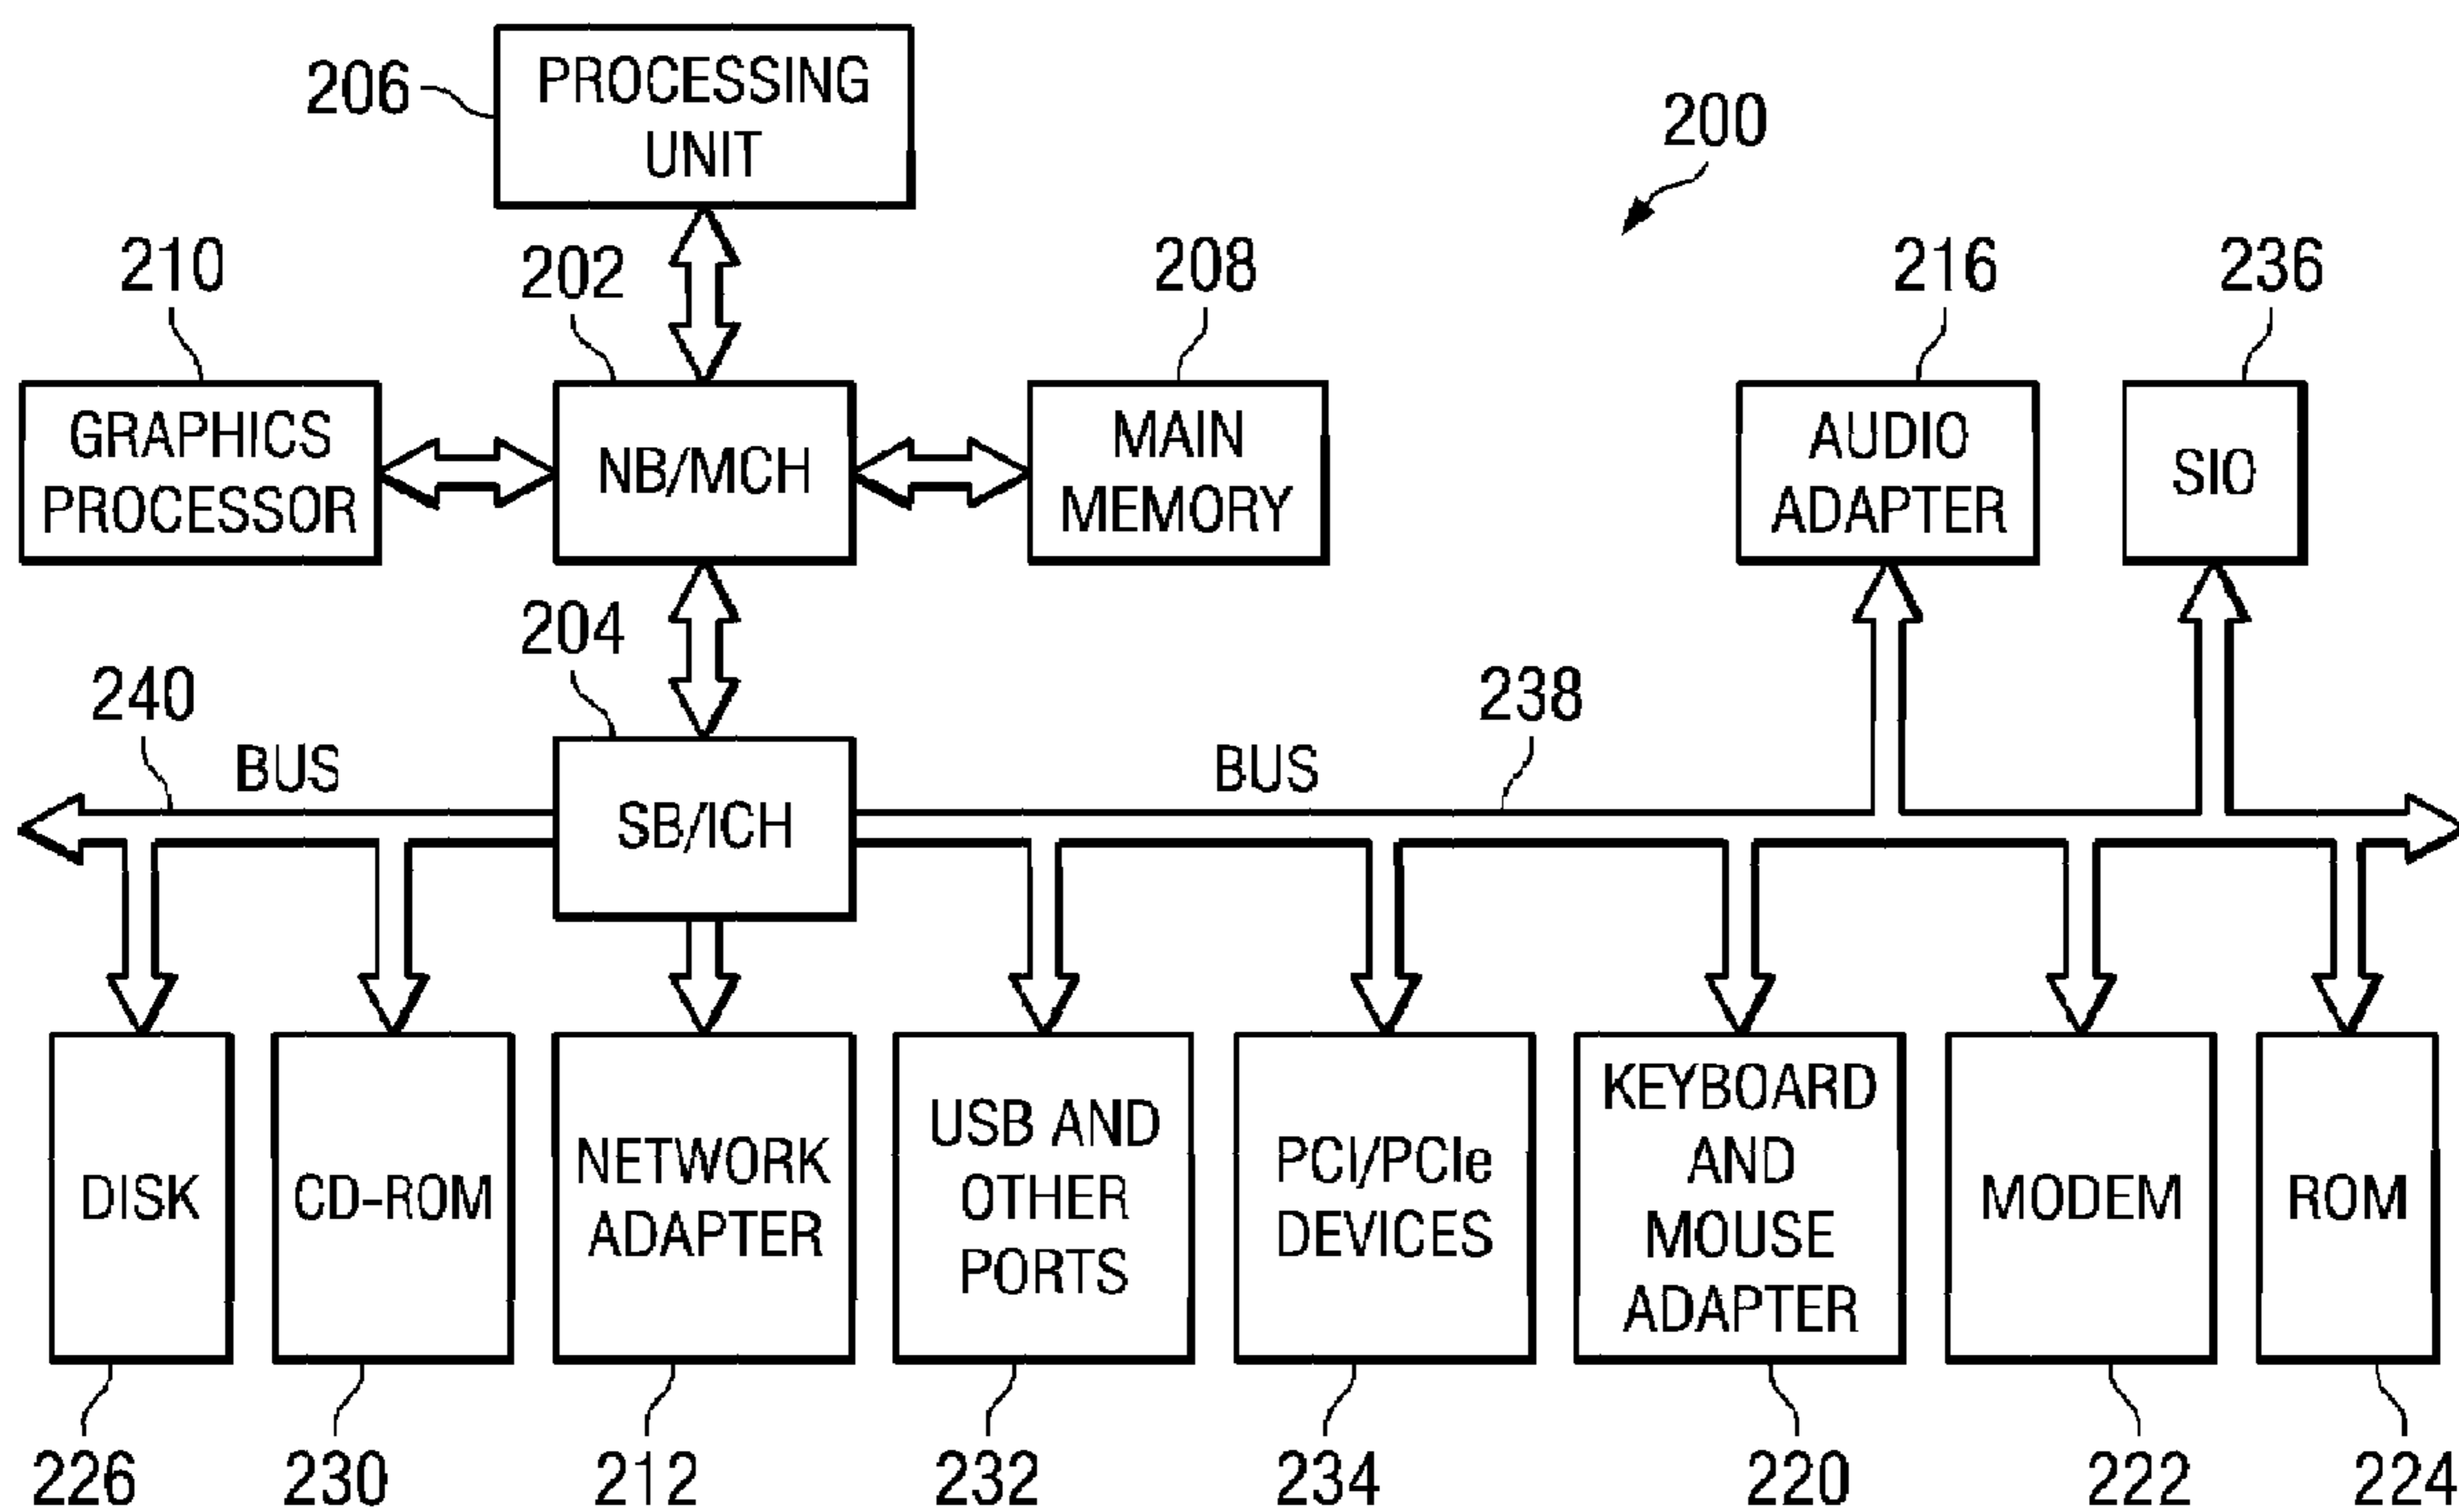 PROCESSING
UNIT
206
200
210
202
208
216
236
GRAPHICS
PROCESSOR
NB/MCH
MAIN
MEMORY
AUDIO
ADAPTER
SIO
204
240
BUS
238
BUS
SB/ICH
DISK
CD-ROM
NETWORK
ADAPTER
USB AND
OTHER
PORTS
PCI/PCIe
DEVICES
KEYBOARD
AND
MOUSE
ADAPTER
MODEM
ROM
226
230
212
232
234
220
222
224